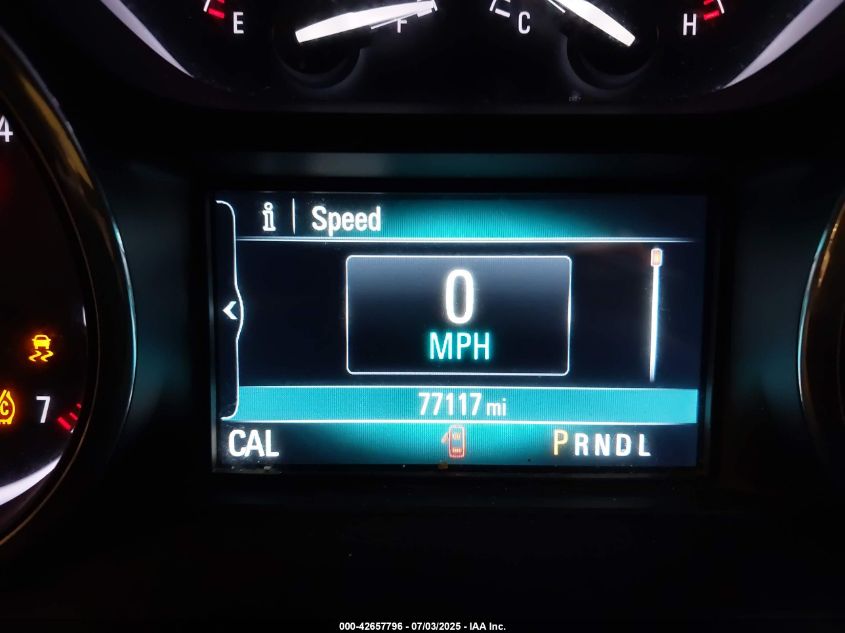 E F C H
4
i Speed
0
MPH
77117 mi
7
CAL PRNDL
000-42657796 - 07/03/2025 - IAA Inc.